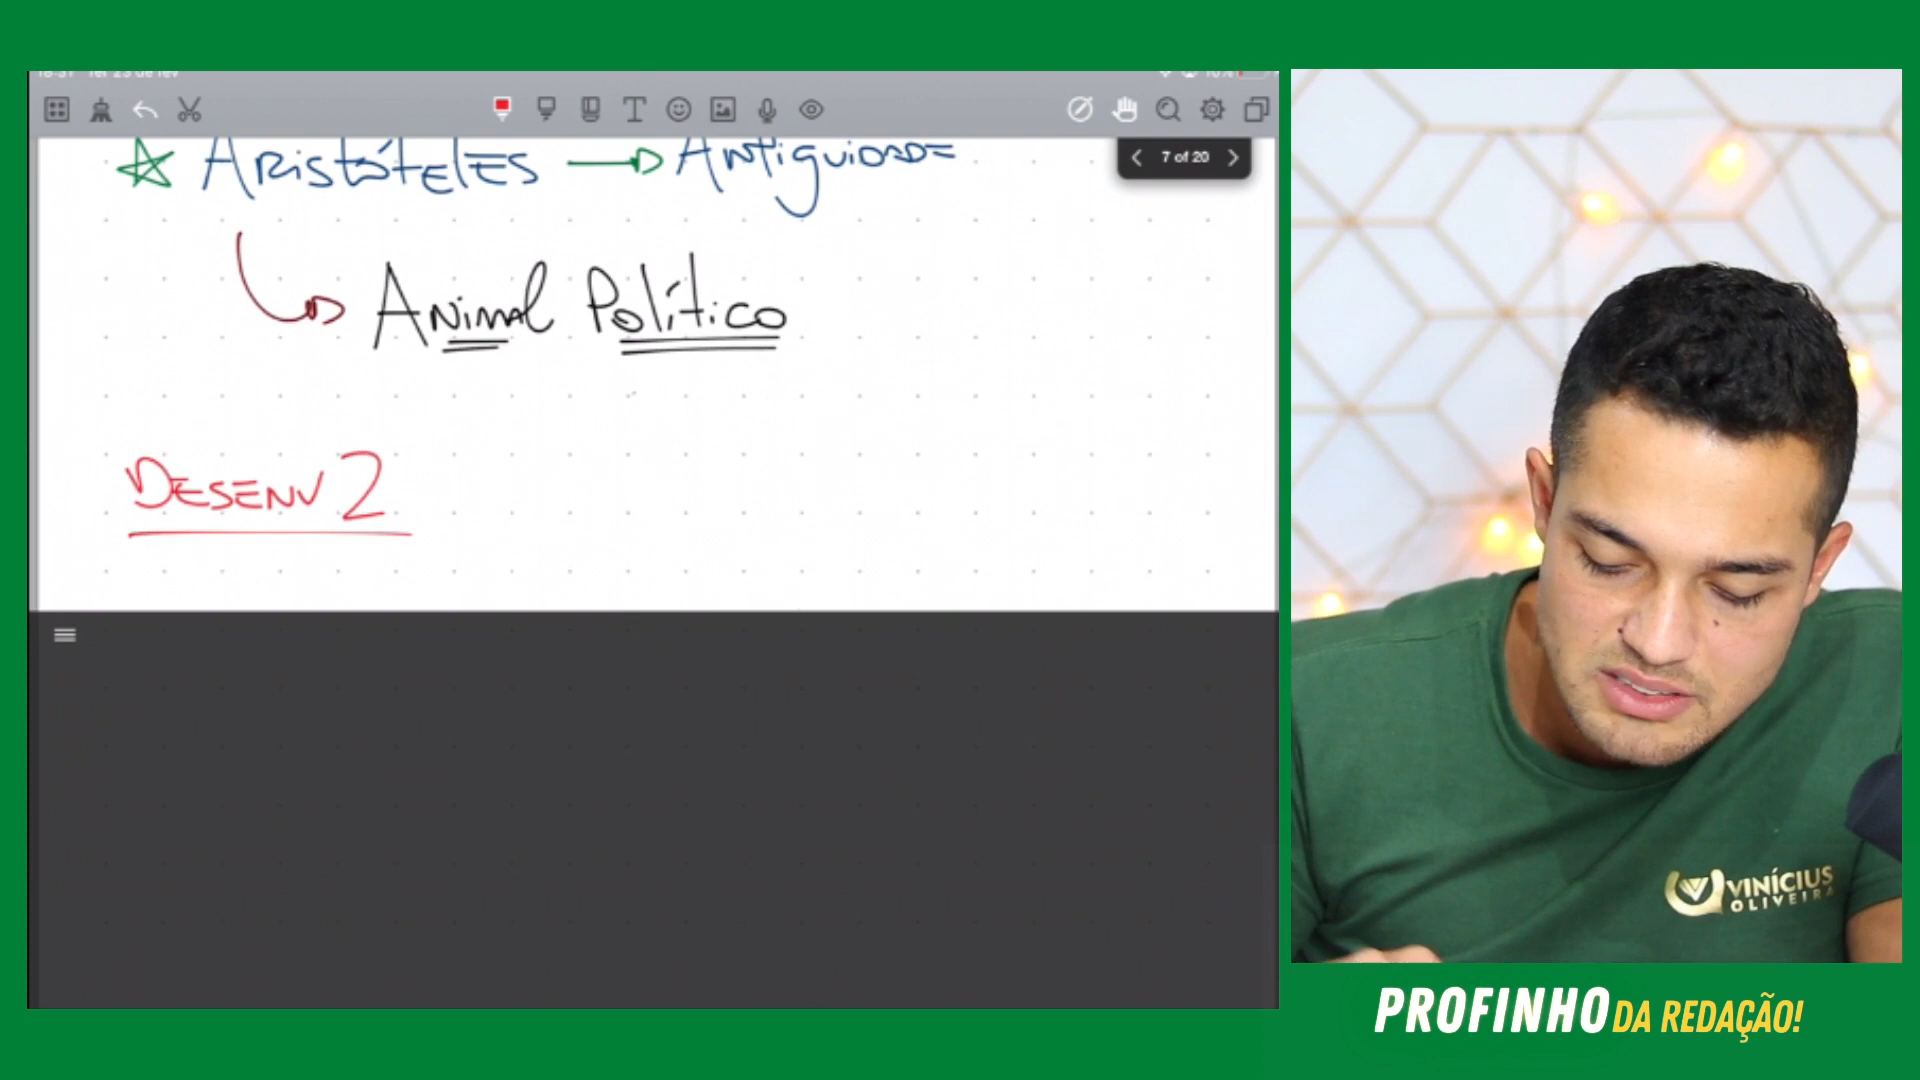 Aristóteles → Antiguidade
7 of 20
Animal Político
DESENV 2
VINÍCIUS
OLIVEIRA
PROFINHO DA REDAÇÃO!